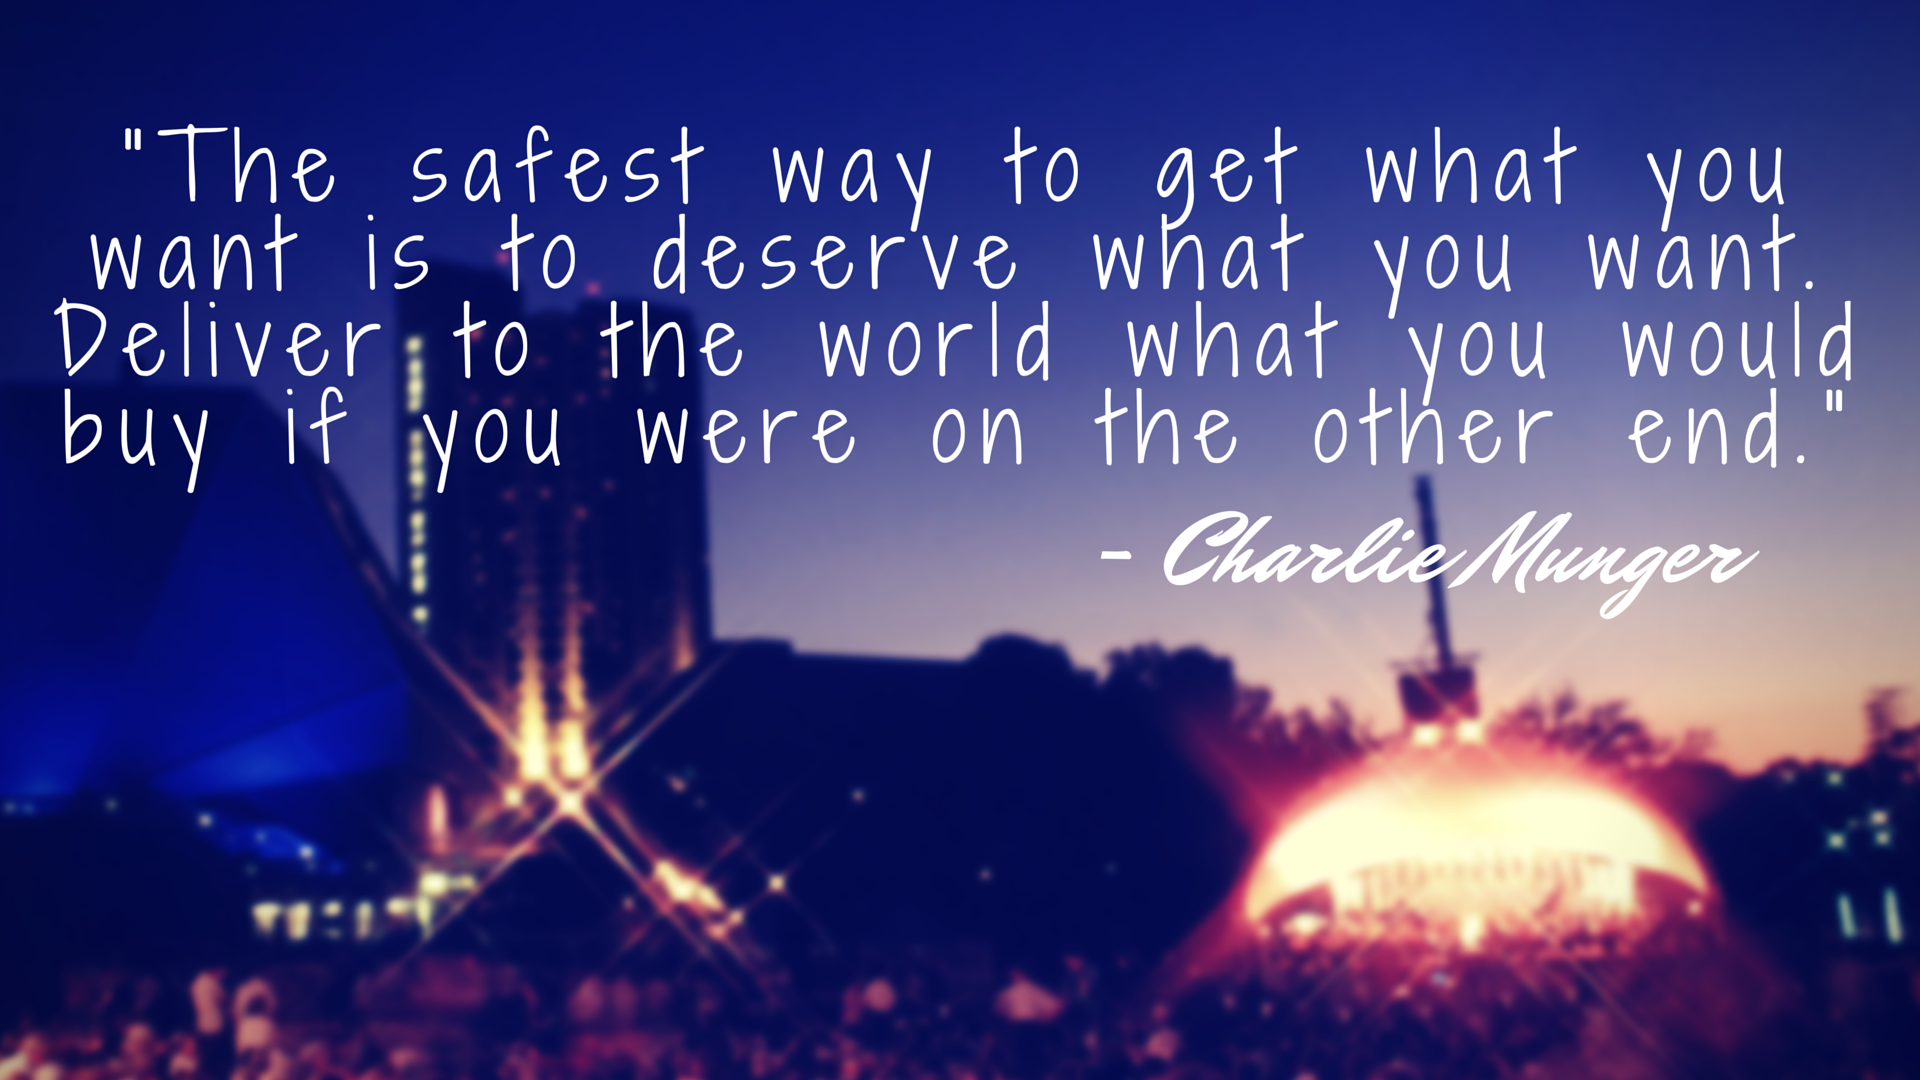 "The safest way to get what you
want is to deserve what you want.
Deliver to the world what you would
buy if you were on the other end."
- Charlie Munger